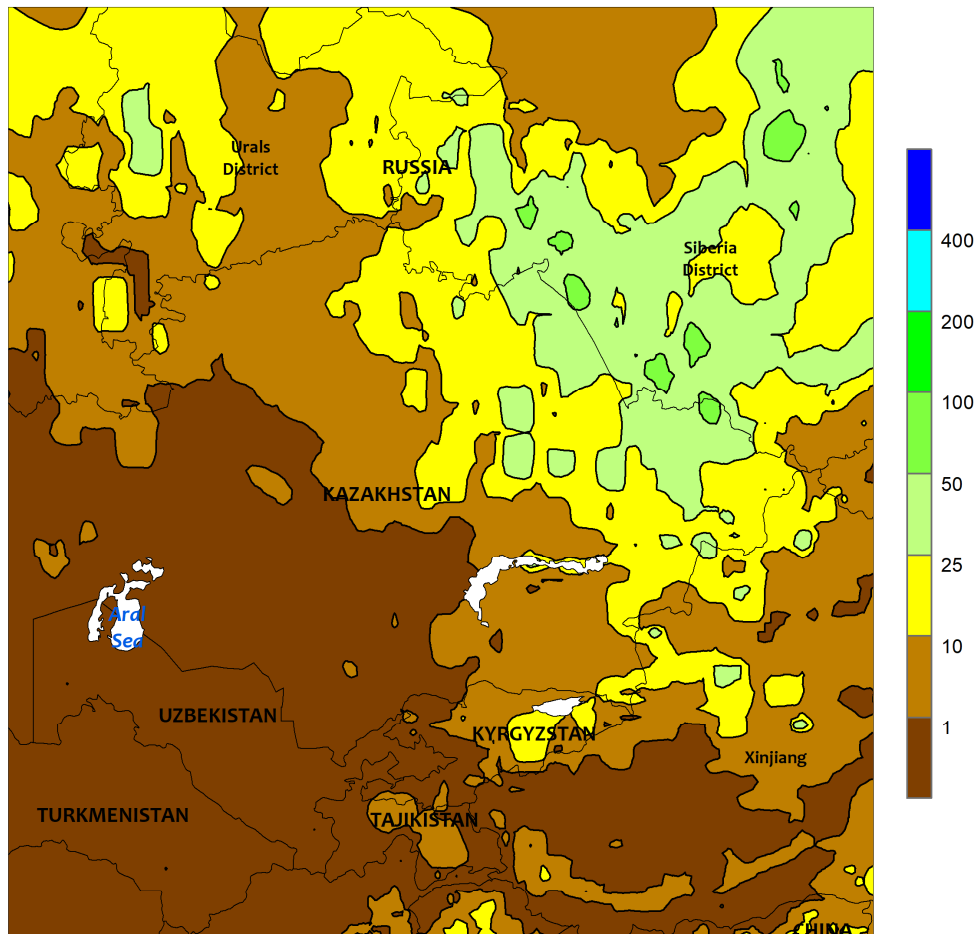 Urals
District
RUSSIA
Siberia
District
KAZAKHSTAN
Aral
Sea
UZBEKISTAN
KYRGYZSTAN
Xinjiang
TURKMENISTAN
TAJIKISTAN
CHINA
400
200
100
50
25
10
1